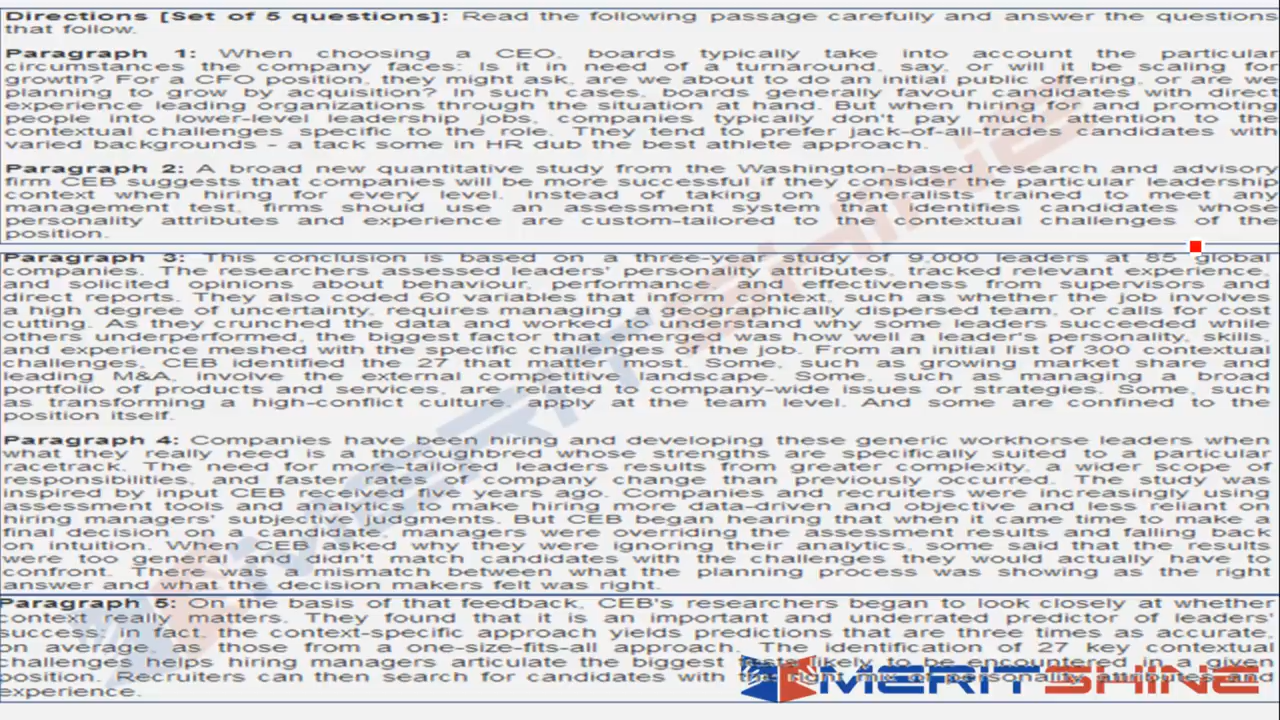 Directions [Set of 5 questions]: Read the following passage carefully and answer the questions
that follow.
Paragraph 1: When choosing a CEO, boards typically take into account the particular
circumstances the company faces: Is it in need of a turnaround, say, or will it be scaling for
growth? For a CFO position, they might ask, are we about to do an initial public offering, or are we
planning to grow by acquisition? In such cases, boards generally favour candidates with direct
experience leading organizations through the situation at hand. But when hiring for and promoting
people into lower-level leadership jobs, companies typically don't pay much attention to the
contextual challenges specific to the role. They tend to prefer jack-of-all-trades candidates with
varied backgrounds - a tack some in HR dub the best athlete approach.
Paragraph 2: A broad new quantitative study from the Washington-based research and advisory
firm CEB suggests that companies will be more successful if they consider the particular leadership
context when hiring for every level. Instead of taking on generalists trained to meet any
management test, firms should use an assessment system that identifies candidates whose
personality attributes and experience are custom-tailored to the contextual challenges of the
position.
Paragraph 3: This conclusion is based on a three-year study of 9,000 leaders at 85 global
companies. The researchers assessed leaders' personality attributes, tracked relevant experience,
and solicited opinions about behaviour, performance and effectiveness from supervisors and
direct reports. They also coded 60 variables that inform context, such as whether the job involves
a high degree of uncertainty, requires managing a geographically dispersed team, or calls for cost
cutting. As they crunched the data and worked to understand why some leaders succeeded while
others underperformed, the biggest factor that emerged was how well a leader's personality, skills,
and experience meshed with the specific challenges of the job. From an initial list of 300 contextual
challenges, CEB identified the 27 that matter most. Some, such as growing market share and
leading M&A, involve the external competitive landscape. Some, such as managing a broad
portfolio of products and services, are related to company-wide issues or strategies. Some, such
as transforming a high-conflict culture, apply at the team level. And some are confined to the
position itself.
Paragraph 4: Companies have been hiring and developing these generic workhorse leaders when
what they really need is a thoroughbred whose strengths are specifically suited to a particular
racetrack. The need for more-tailored leaders results from greater complexity, a wider scope of
responsibilities, and faster rates of company change than previously occurred. The study was
inspired by input CEB received five years ago. Companies and recruiters were increasingly using
assessment tools and analytics to make hiring more data-driven and objective and less reliant on
hiring managers' subjective judgments. But CEB began hearing that when it came time to make a
final decision on a candidate, managers were overriding the assessment results and falling back
on intuition. When CEB asked why they were ignoring their analytics, some said that the results
were too general and didn't match candidates with the challenges they would actually have to
confront. There was a mismatch between what the planning process was showing as the right
answer and what the decision makers felt was right.
Paragraph 5: On the basis of that feedback, CEB's researchers began to look closely at whether
context really matters. They found that it is an important and underrated predictor of leaders'
success: in fact, the context-specific approach yields predictions that are three times as accurate,
on average, as those from a one-size-fits-all approach. The identification of 27 key contextual
challenges helps hiring managers articulate the biggest tests likely to be encountered in a given
position. Recruiters can then search for candidates with the right mix of personality attributes and
experience.
MERIT SHINE